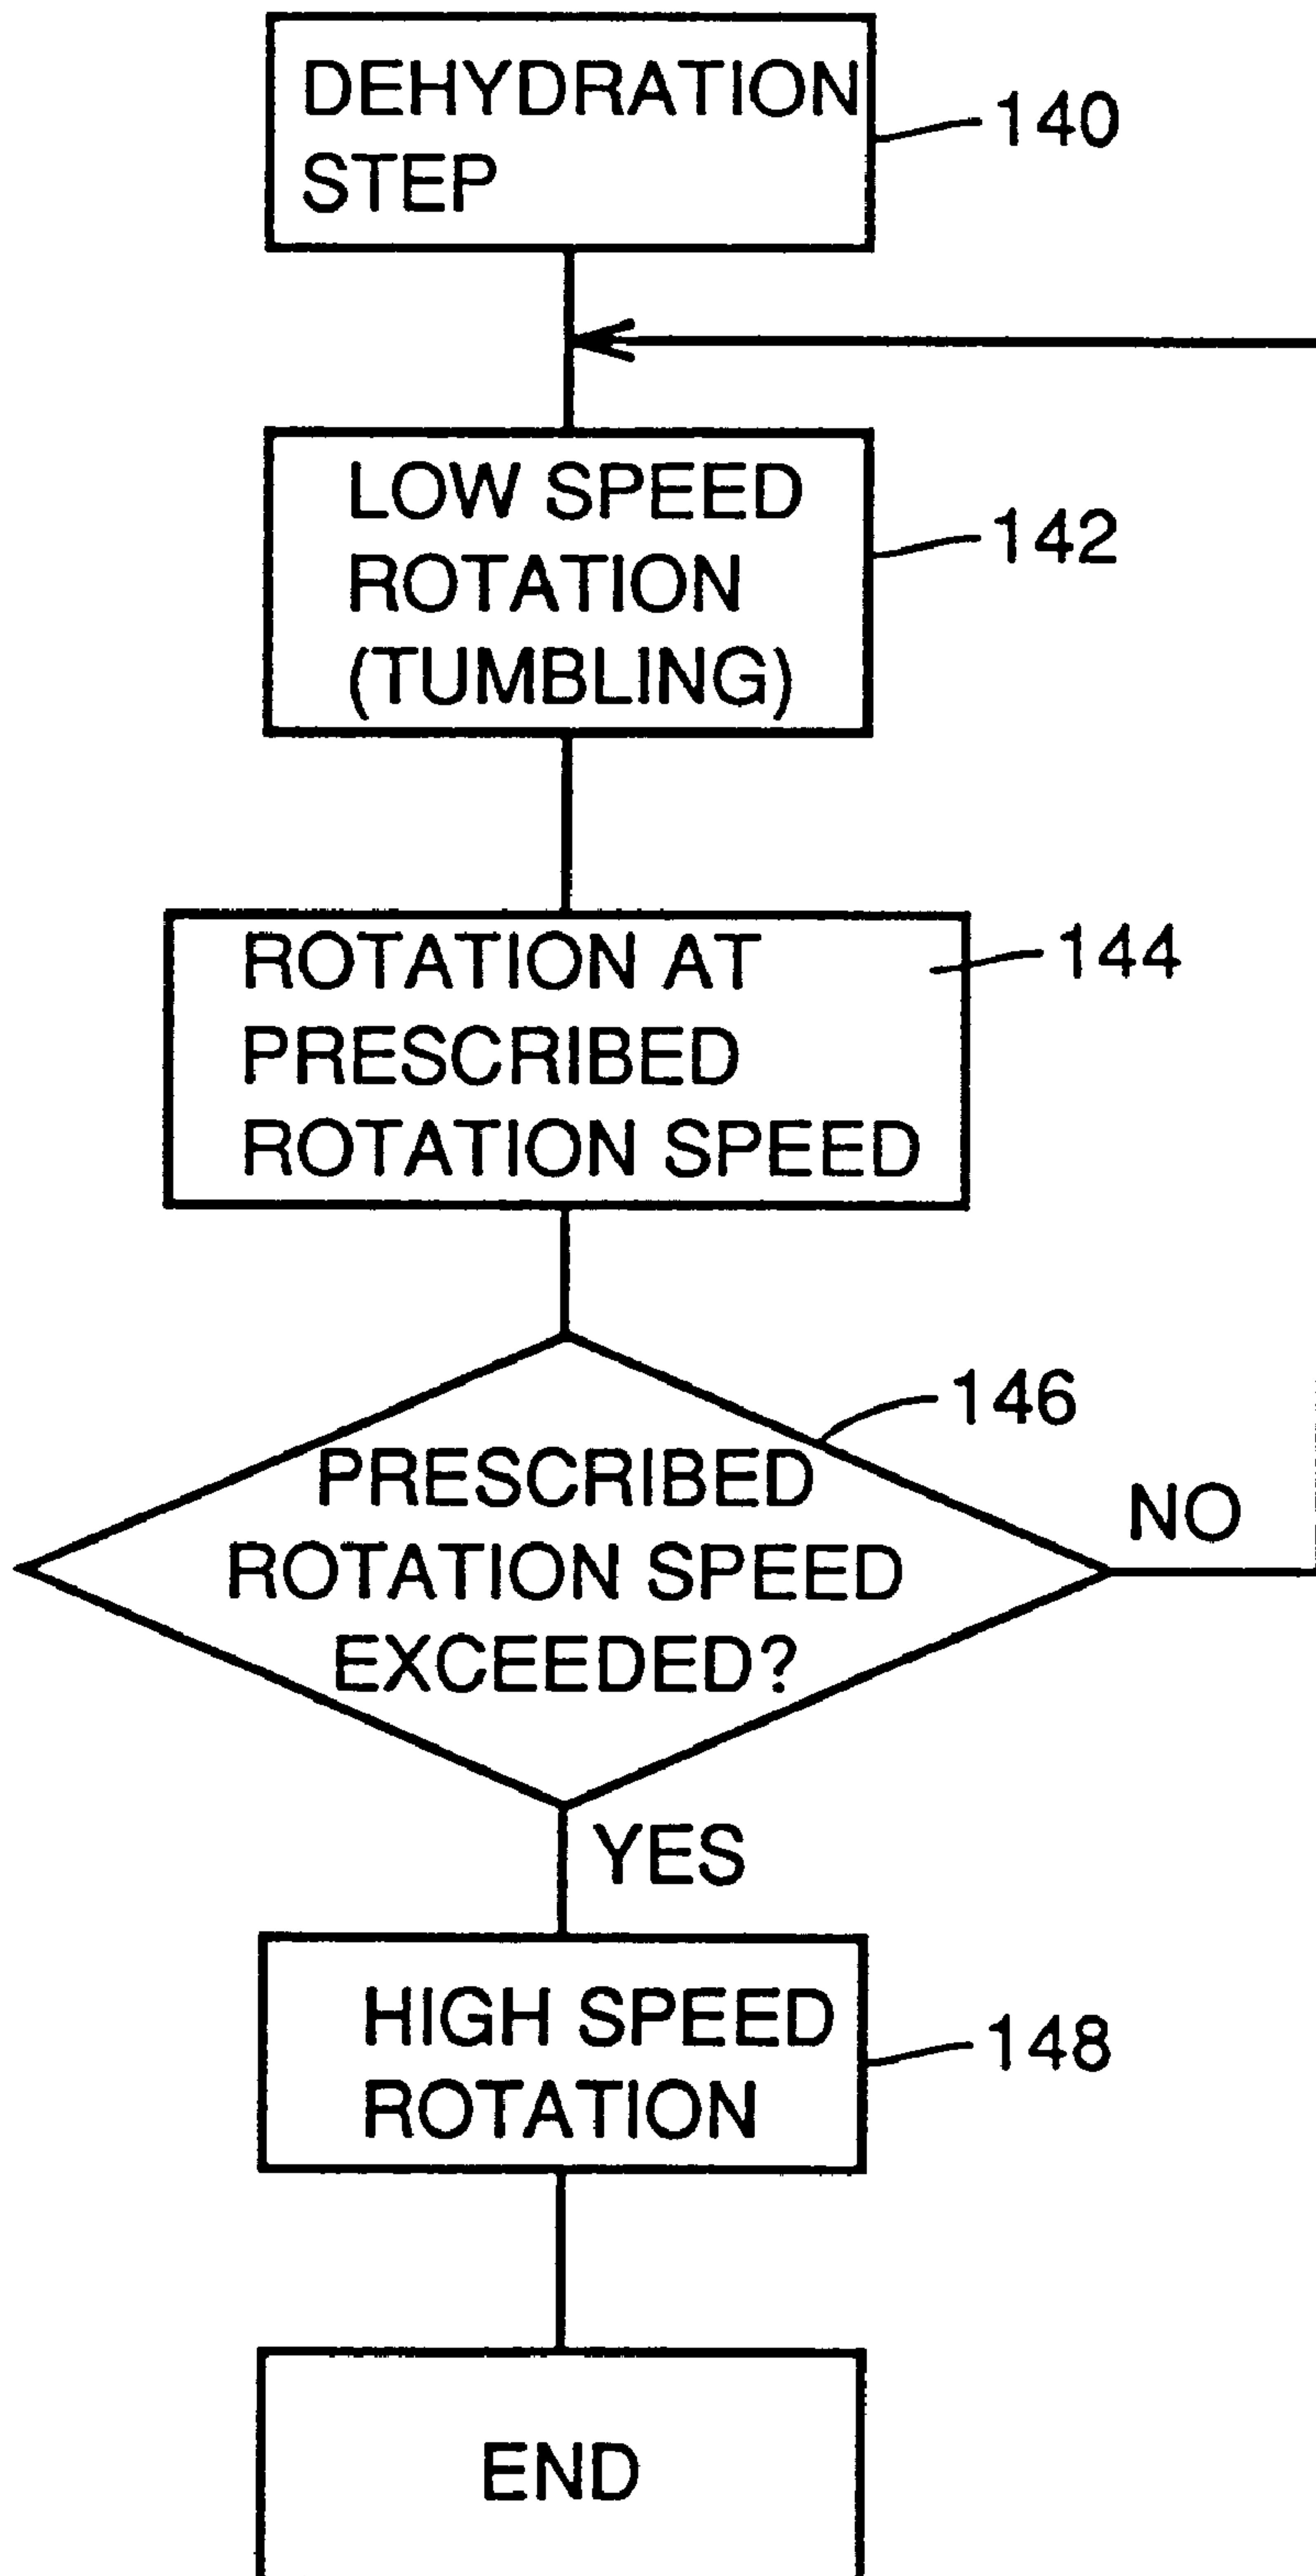 DEHYDRATION
STEP
140
LOW SPEED
ROTATION
(TUMBLING)
142
ROTATION AT
PRESCRIBED
ROTATION SPEED
144
146
PRESCRIBED
ROTATION SPEED
EXCEEDED?
NO
YES
HIGH SPEED
ROTATION
148
END